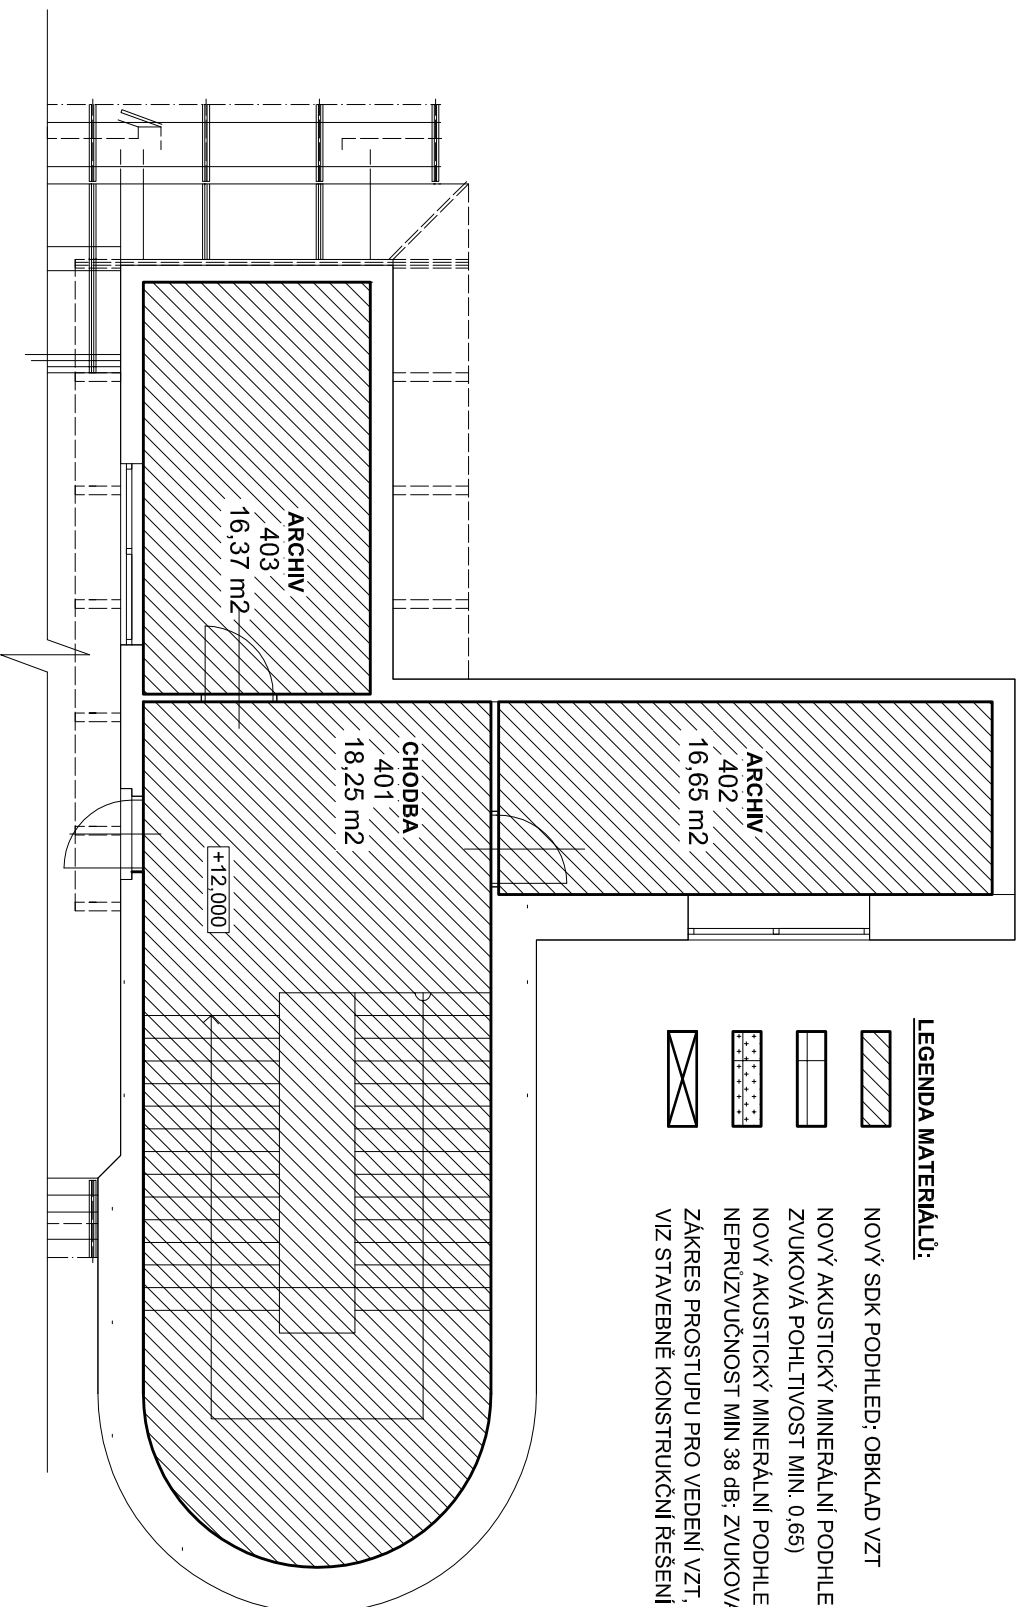 ARCHIV
403
16,37 m2
ARCHIV
402
16,65 m2
CHODBA
401
18,25 m2
+12,000
LEGENDA MATERIÁLŮ:
NOVÝ SDK PODHLED; OBKLAD VZT
NOVÝ AKUSTICKÝ MINERÁLNÍ PODHLE
ZVUKOVÁ POHLTIVOST MIN. 0,65)
NOVÝ AKUSTICKÝ MINERÁLNÍ PODHLE
NEPRŮZVUČNOST MIN 38 dB; ZVUKOVÁ
ZÁKRES PROSTUPU PRO VEDENÍ VZT,
VIZ STAVEBNĚ KONSTRUKČNÍ ŘEŠENÍ